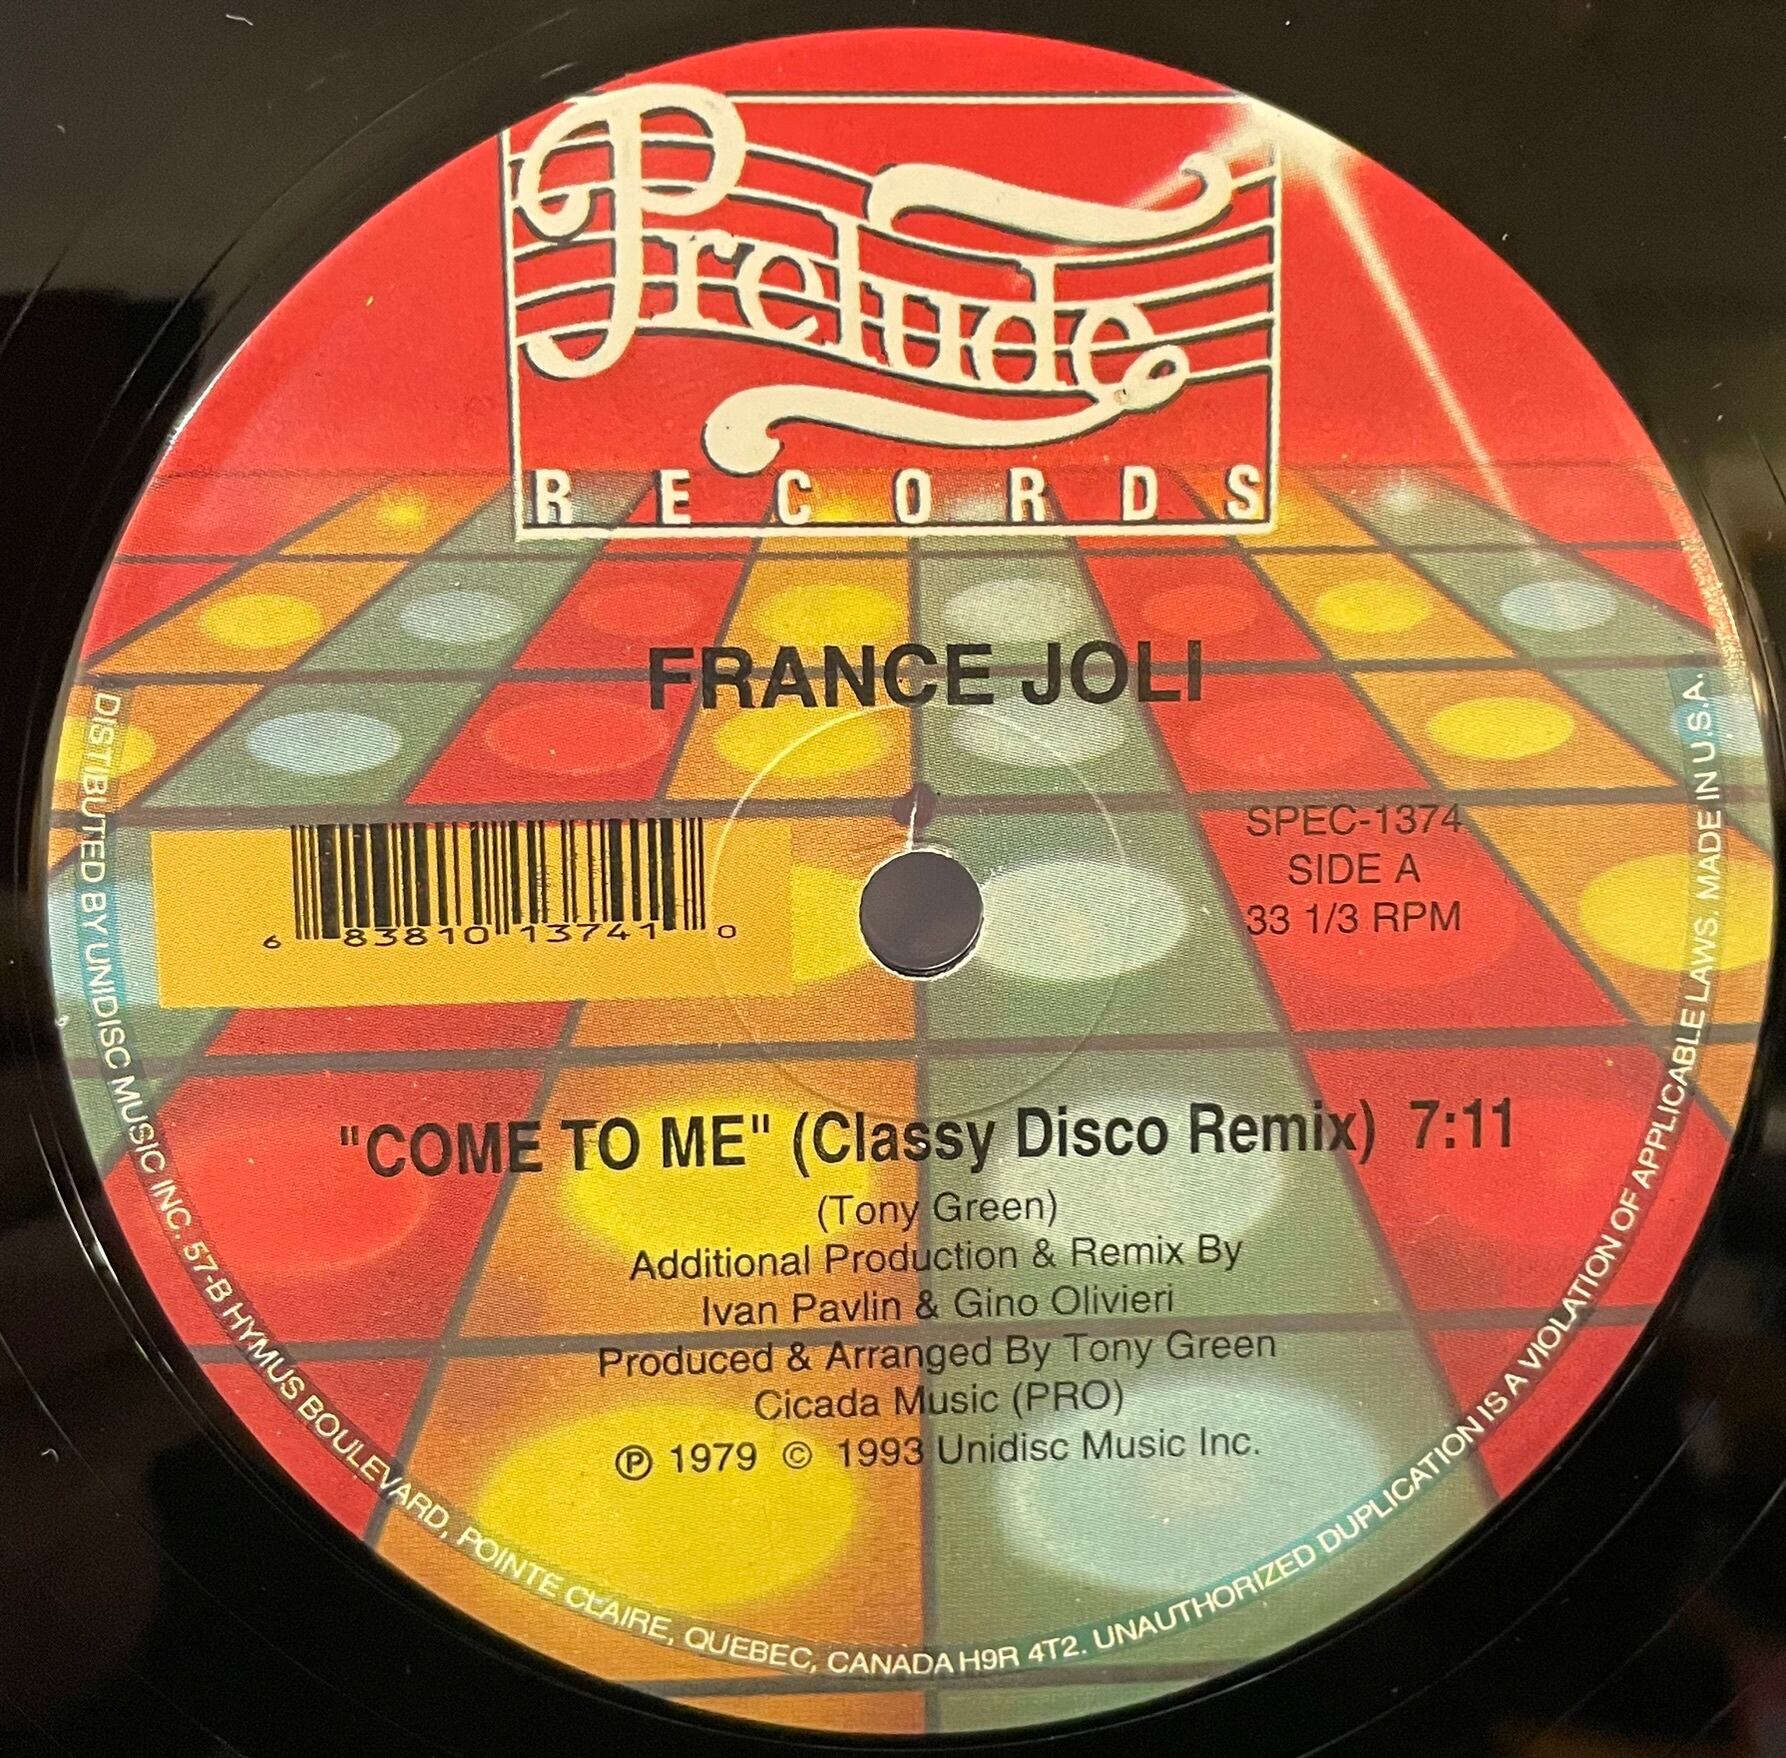 Prelude
RECORDS
FRANCE JOLI
6 83810 13741 0
SPEC-1374
SIDE A
33 1/3 RPM
"COME TO ME" (Classy Disco Remix) 7:11
(Tony Green)
Additional Production & Remix By
Ivan Pavlin & Gino Olivieri
Produced & Arranged By Tony Green
Cicada Music (PRO)
℗ 1979 © 1993 Unidisc Music Inc.
DISTIBUTED BY UNIDISC MUSIC INC. 57-B HYMUS BOULEVARD, POINTE CLAIRE, QUEBEC, CANADA H9R 4T2. UNAUTHORIZED DUPLICATION IS A VIOLATION OF APPLICABLE LAWS. MADE IN U.S.A.